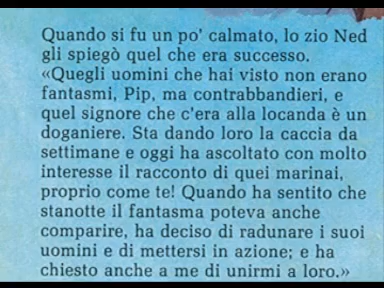 Quando si fu un po' calmato, lo zio Ned
gli spiegò quel che era successo.
«Quegli uomini che hai visto non erano
fantasmi, Pip, ma contrabbandieri, e
quel signore che c'era alla locanda è un
doganiere. Sta dando loro la caccia da
settimane e oggi ha ascoltato con molto
interesse il racconto di quei marinai,
proprio come te! Quando ha sentito che
stanotte il fantasma poteva anche
comparire, ha deciso di radunare i suoi
uomini e di mettersi in azione; e ha
chiesto anche a me di unirmi a loro.»